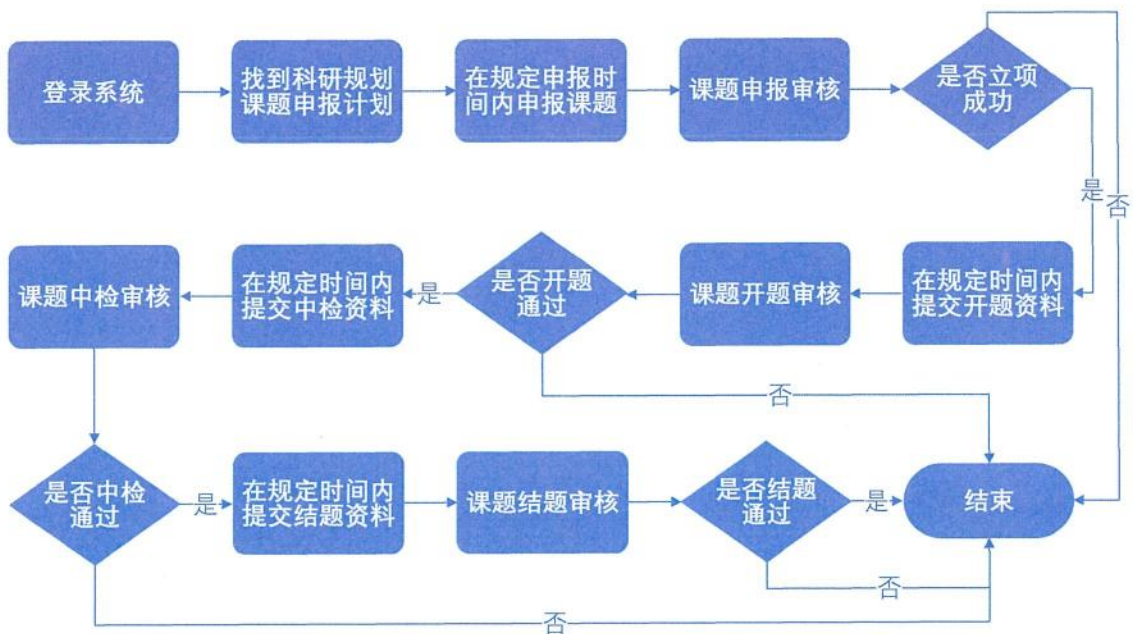 登录系统
找到科研规划
课题申报计划
在规定申报时
间内申报课题
课题申报审核
是否立项
成功
是
否
在规定时间内
提交开题资料
课题开题审核
是否开题
通过
是
否
在规定时间内
提交中检资料
课题中检审核
是否中检
通过
是
否
在规定时间内
提交结题资料
课题结题审核
是否结题
通过
是
否
结束